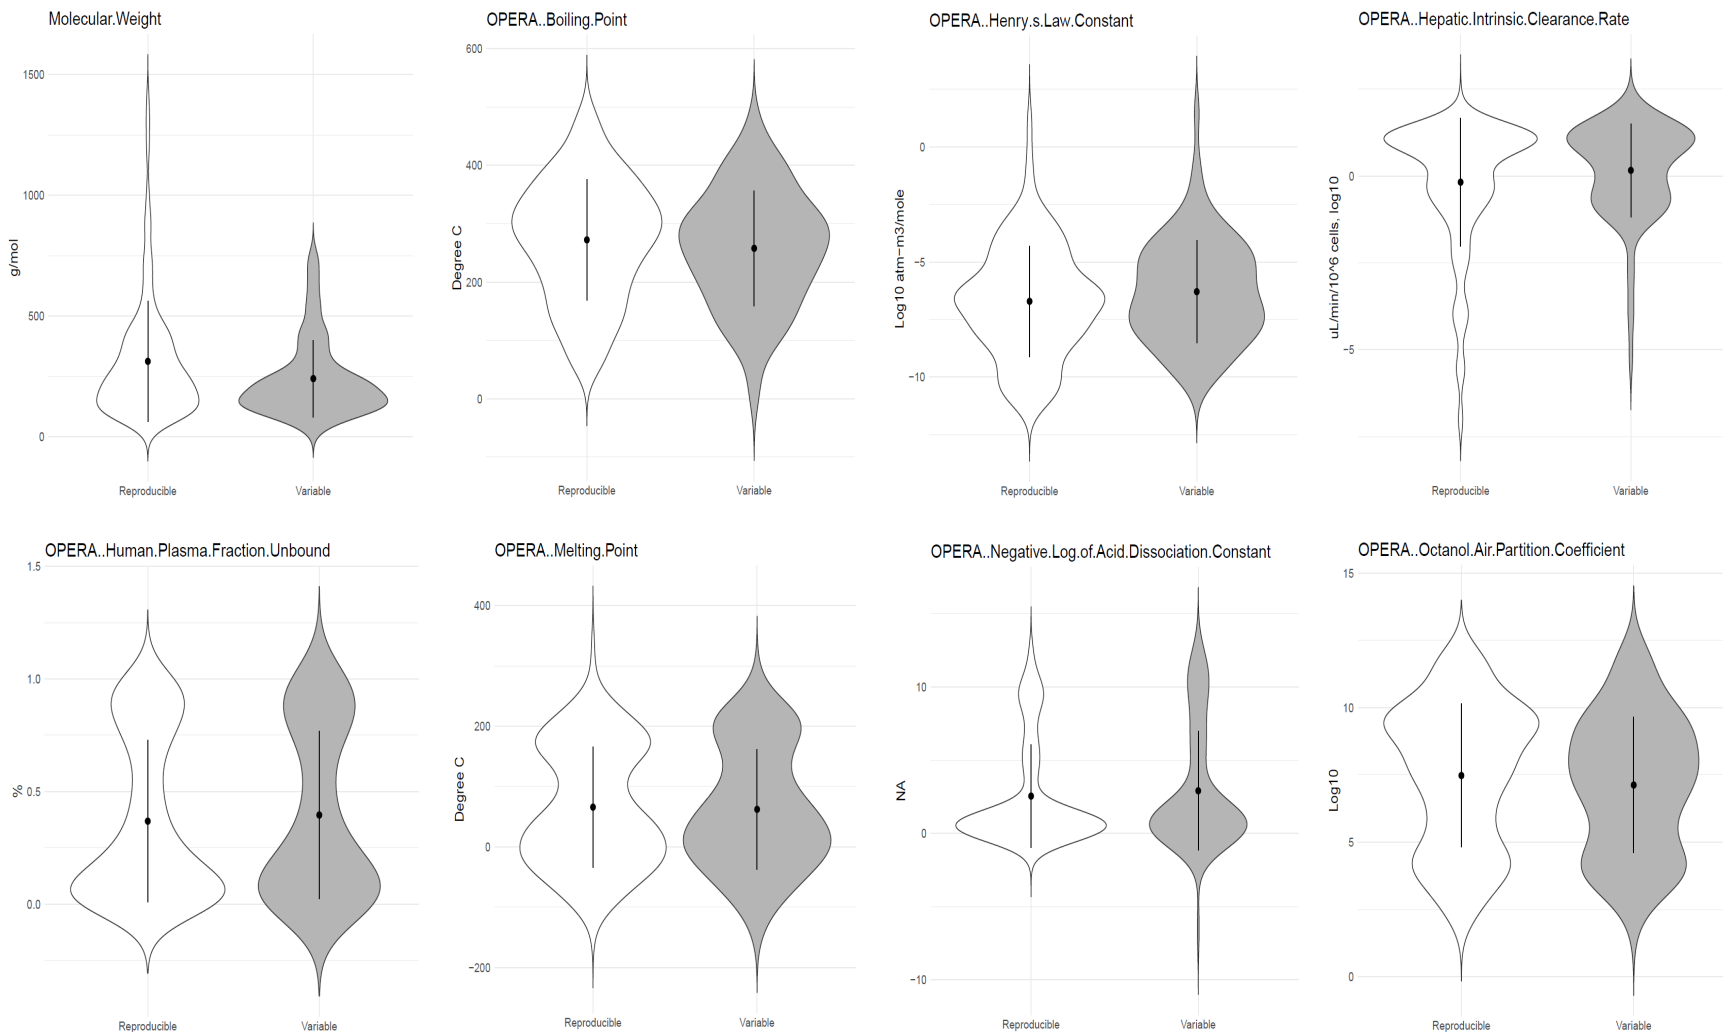 Molecular.Weight
1500
1000
500
0
g/mol
Reproducible
Variable
OPERA..Boiling.Point
600
400
200
0
Degree C
Reproducible
Variable
OPERA..Henry.s.Law.Constant
0
−5
−10
Log10 atm−m3/mole
Reproducible
Variable
OPERA..Hepatic.Intrinsic.Clearance.Rate
0
−5
uL/min/10^6 cells, log10
Reproducible
Variable
OPERA..Human.Plasma.Fraction.Unbound
1.5
1.0
0.5
0.0
%
Reproducible
Variable
OPERA..Melting.Point
400
200
0
−200
Degree C
Reproducible
Variable
OPERA..Negative.Log.of.Acid.Dissociation.Constant
10
0
−10
NA
Reproducible
Variable
OPERA..Octanol.Air.Partition.Coefficient
15
10
5
0
Log10
Reproducible
Variable